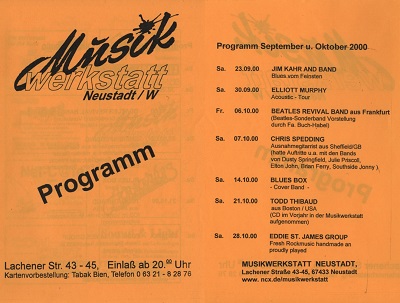 Musik
werkstatt
Neustadt / W
Programm
Lachener Str. 43 - 45, Einlaß ab 20.00 Uhr
Kartenvorbestellung: Tabak Bien, Telefon 0 63 21 - 8 28 76
Programm September u. Oktober 2000
Sa. 23.09.00 JIM KAHR AND BAND
Blues vom Feinsten
Sa. 30.09.00 ELLIOTT MURPHY
Acoustic - Tour
Fr. 06.10.00 BEATLES REVIVAL BAND aus Frankfurt
(Beatles-Sonderband Vorstellung
durch Fa. Buch-Habel)
Sa. 07.10.00 CHRIS SPEDDING
Ausnahmegitarrist aus Sheffield/GB
(hatte Auftritte u.a. mit den Bands
von Dusty Springfield, Julie Priscoll,
Elton John, Brian Ferry, Southside Jonny ).
Sa. 14.10.00 BLUES BOX
- Cover Band -
Sa. 21.10.00 TODD THIBAUD
aus Boston / USA
(CD im Vorjahr in der Musikwerkstatt
aufgenommen)
Sa. 28.10.00 EDDIE ST. JAMES GROUP
Fresh Rockmusic handmade an
proudly played
MUSIKWERKSTATT NEUSTADT,
Lachener Straße 43-45, 67433 Neustadt
www.ncx.de/musikwerkstatt